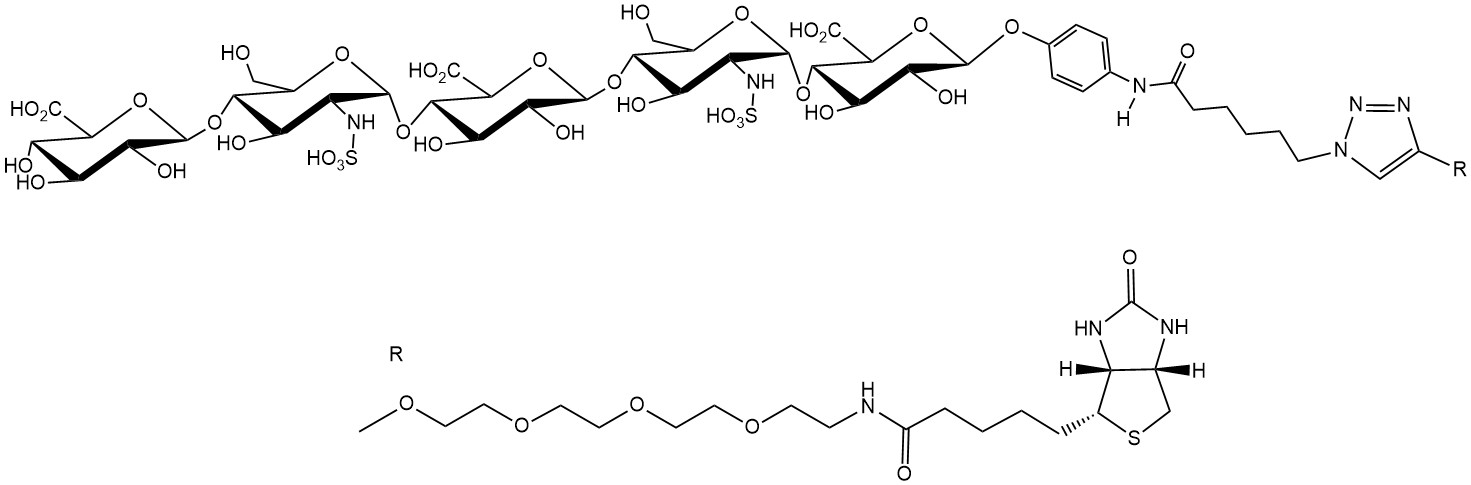 HO O
HO₂C O O
HO O HO₂C O O
O NH N
HO₂C O HO O OH N N
HO₃S HO H
O NH O OH
HO HO N
HO₃S
HO OH R
HO
O
HN NH
R
H H
H
O O N
O O
S
O